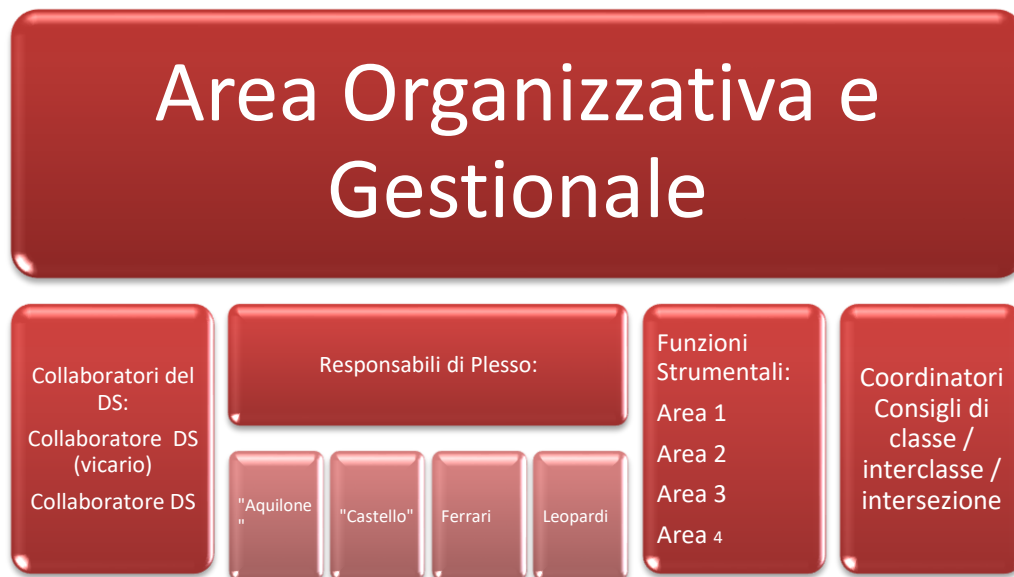 Area Organizzativa e
Gestionale
Collaboratori del
DS:
Collaboratore DS
(vicario)
Collaboratore DS
Responsabili di Plesso:
"Aquilone
"
"Castello"
Ferrari
Leopardi
Funzioni
Strumentali:
Area 1
Area 2
Area 3
Area 4
Coordinatori
Consigli di
classe /
interclasse /
intersezione